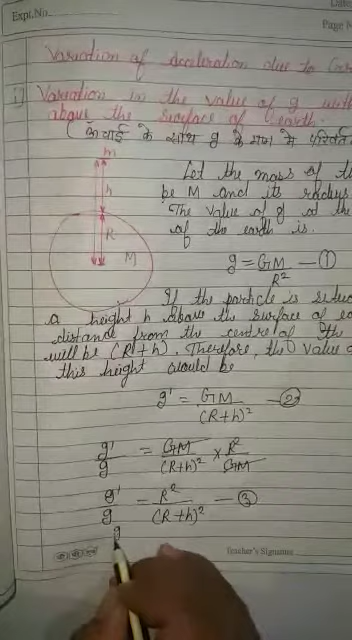 Expt. No.
Date
Page N
Variation of Acceleration due to Gra
i) Variation in the value of g with
above the surface of earth.
( ऊंचाई के साथ g के मान में परिवर्त
m
h
R
M
Let the mass of th
be M and its radius
The value of g at the
of the earth is.
g = GM/R² — ①
If the particle is situa
a height h above the surface of ea
distance from the centre of the
will be (R+h). Therefore, the value o
this height would be
g' = GM/(R+h)² — ②
g'/g = GM/(R+h)² × R²/GM
g'/g = R²/(R+h)² — ③
g
Teacher's Signature